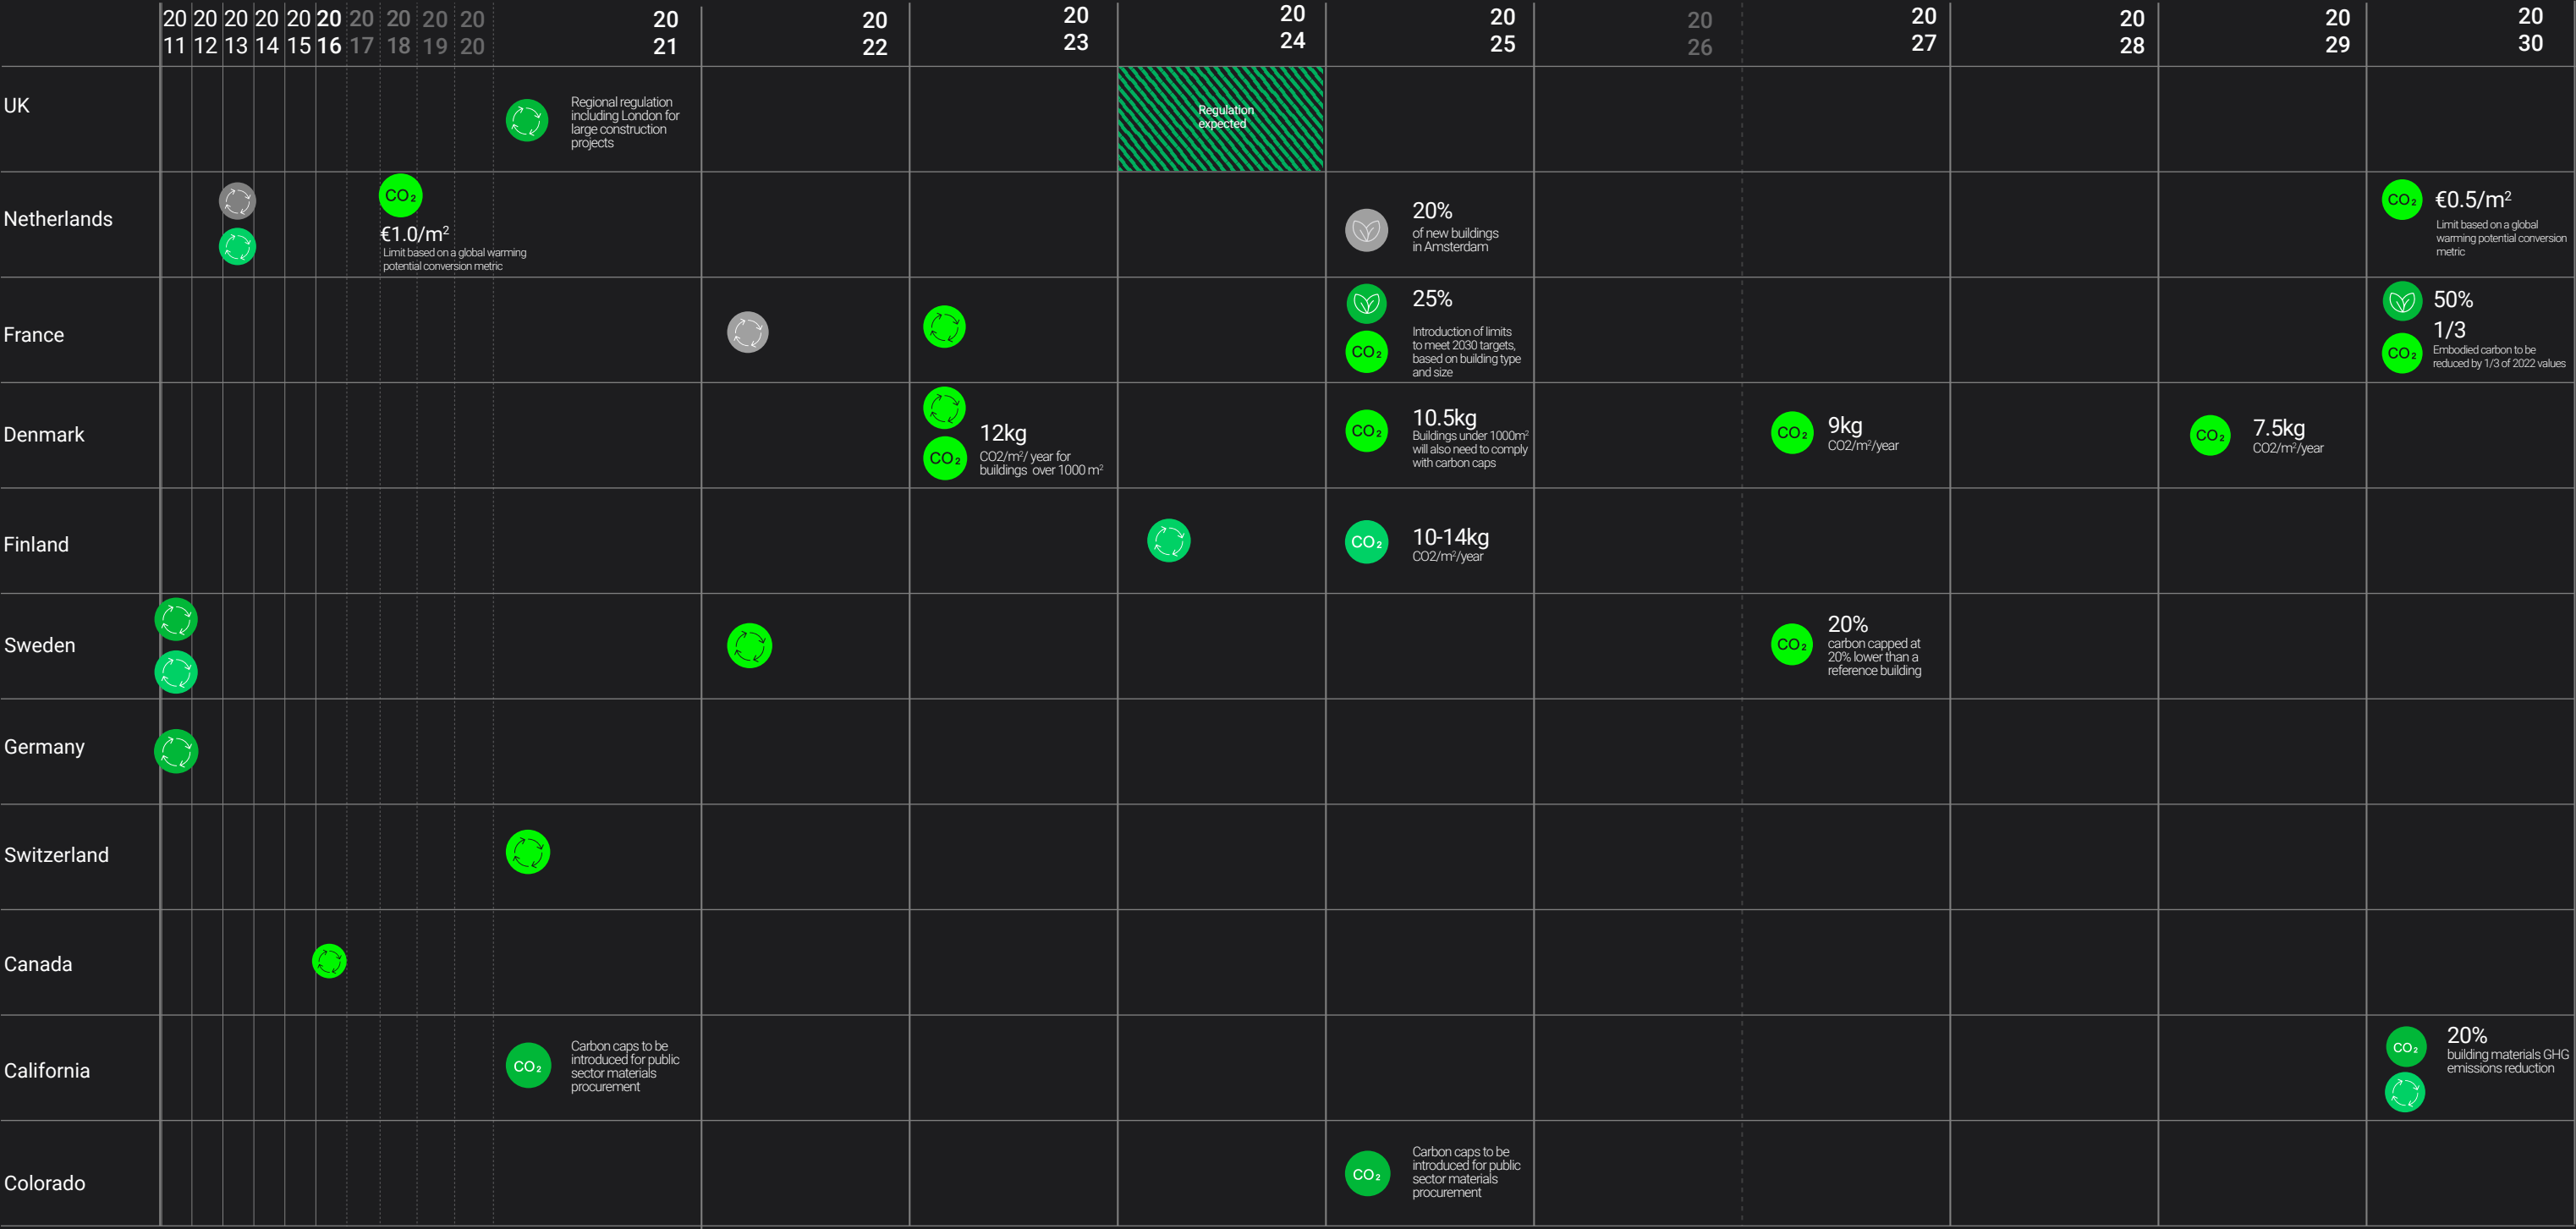 20 20 20 20 20 20 20 20 20 20 20 20 20 20 20 20 20 20 20 20
11 12 13 14 15 16 17 18 19 20 21 22 23 24 25 26 27 28 29 30
UK
Regional regulation
including London for
large construction
projects
Regulation
expected
Netherlands
CO₂
€1.0/m²
Limit based on a global warming
potential conversion metric
20%
of new buildings
in Amsterdam
CO₂
€0.5/m²
Limit based on a global
warming potential conversion
metric
France
25%
CO₂
Introduction of limits
to meet 2030 targets,
based on building type
and size
50%
1/3
CO₂
Embodied carbon to be
reduced by 1/3 of 2022 values
Denmark
CO₂
12kg
CO2/m²/ year for
buildings over 1000 m²
CO₂
10.5kg
Buildings under 1000m²
will also need to comply
with carbon caps
CO₂
9kg
CO2/m²/year
CO₂
7.5kg
CO2/m²/year
Finland
CO₂
10-14kg
CO2/m²/year
Sweden
CO₂
20%
carbon capped at
20% lower than a
reference building
Germany
Switzerland
Canada
California
CO₂
Carbon caps to be
introduced for public
sector materials
procurement
CO₂
20%
building materials GHG
emissions reduction
Colorado
CO₂
Carbon caps to be
introduced for public
sector materials
procurement